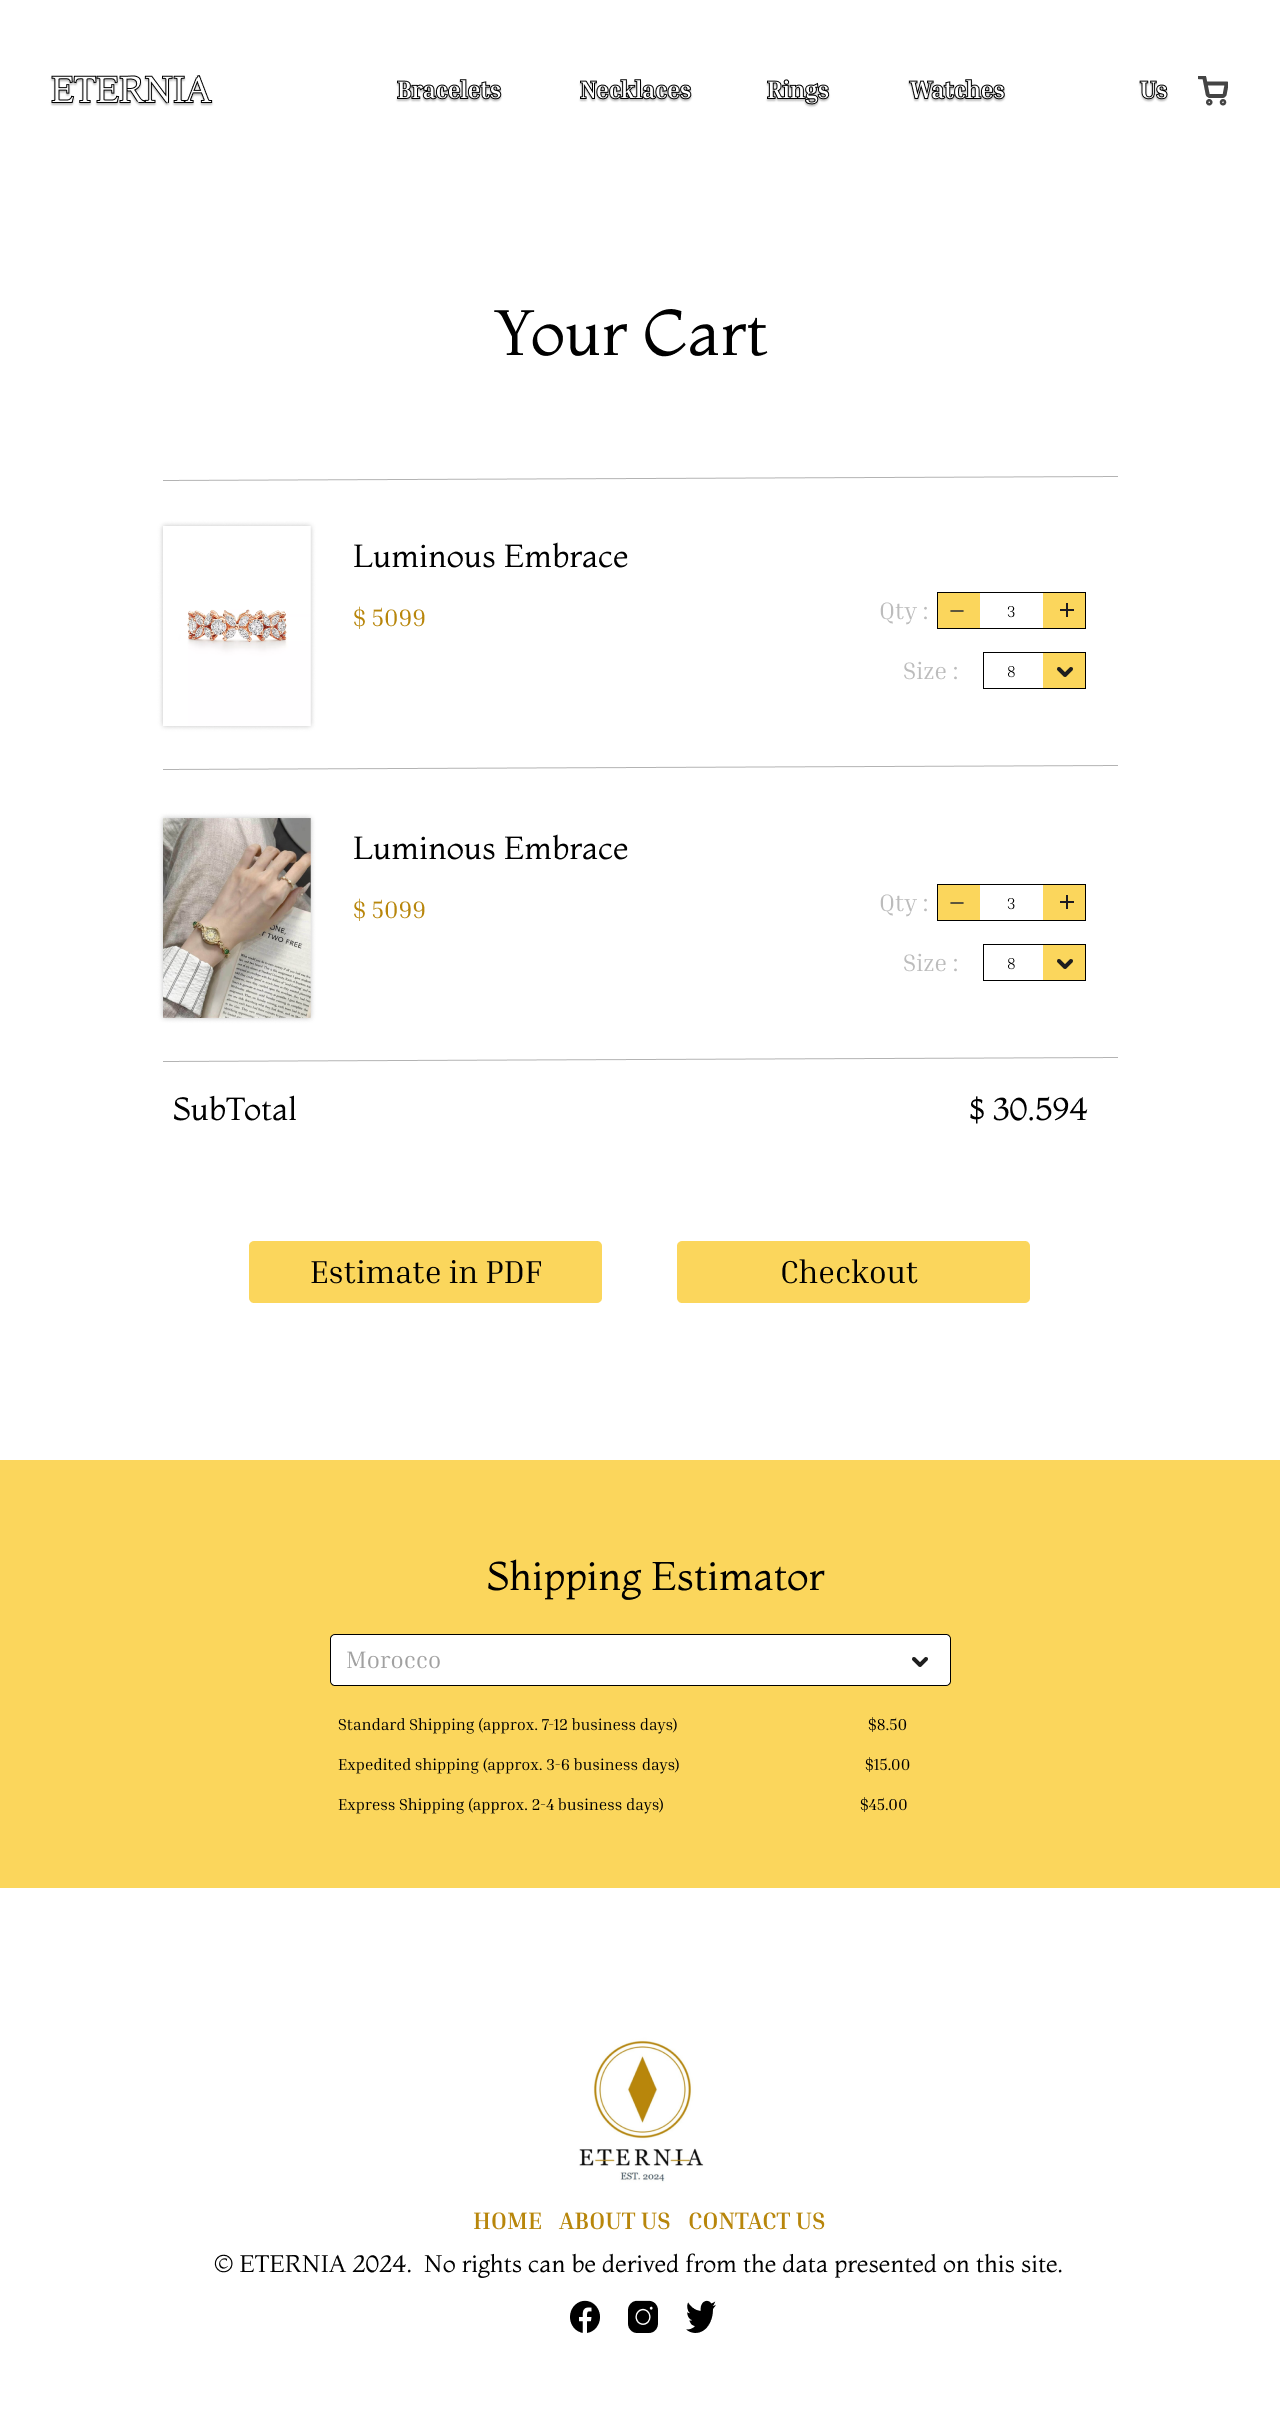 ETERNIA Bracelets Necklaces Rings Watches Us
Your Cart
Luminous Embrace
$ 5099
Qty : 3
Size : 8
Luminous Embrace
$ 5099
ONE,
TWO FREE
Qty : 3
Size : 8
SubTotal $ 30.594
Estimate in PDF Checkout
Shipping Estimator
Morocco
Standard Shipping (approx. 7-12 business days) $8.50
Expedited shipping (approx. 3-6 business days) $15.00
Express Shipping (approx. 2-4 business days) $45.00
ETERNIA
EST. 2024
HOME ABOUT US CONTACT US
© ETERNIA 2024. No rights can be derived from the data presented on this site.